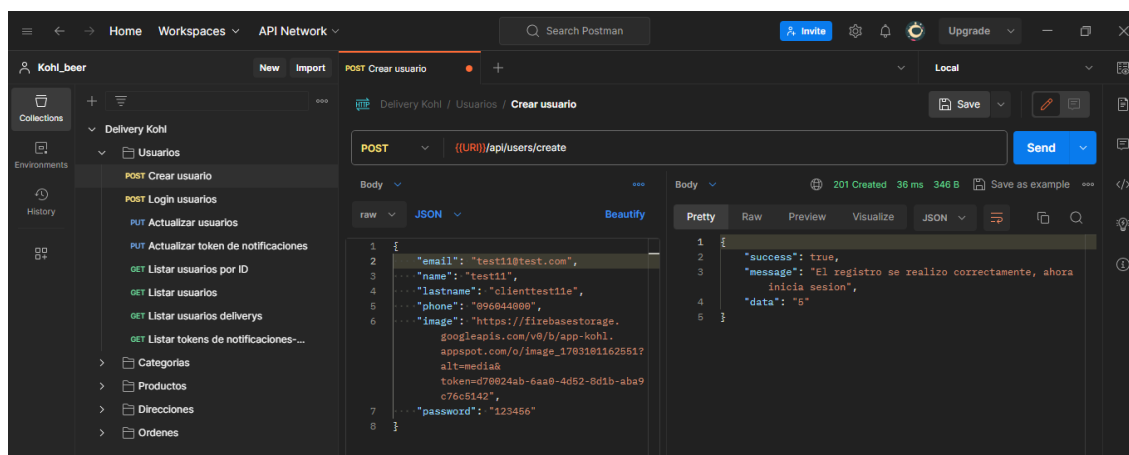 Home Workspaces API Network Search Postman Invite Upgrade
Kohl_beer New Import POST Crear usuario Local
Collections
Environments
History
Delivery Kohl
Usuarios
POST Crear usuario
POST Login usuarios
PUT Actualizar usuarios
PUT Actualizar token de notificaciones
GET Listar usuarios por ID
GET Listar usuarios
GET Listar usuarios deliverys
GET Listar tokens de notificaciones-...
Categorias
Productos
Direcciones
Ordenes
HTTP Delivery Kohl / Usuarios / Crear usuario Save
POST {{URI}}/api/users/create Send
Body
raw JSON Beautify
1 {
2 "email": "test11@test.com",
3 "name": "test11",
4 "lastname": "clienttest11e",
5 "phone": "096044000",
6 "image": "https://firebasestorage.
googleapis.com/v0/b/app-kohl.
appspot.com/o/image_1703101162551?
alt=media&
token=d70024ab-6aa0-4d52-8d1b-aba9
c76c5142",
7 "password": "123456"
8 }
Body 201 Created 36 ms 346 B Save as example
Pretty Raw Preview Visualize JSON
1 {
2 "success": true,
3 "message": "El registro se realizo correctamente, ahora
inicia sesion",
4 "data": "5"
5 }